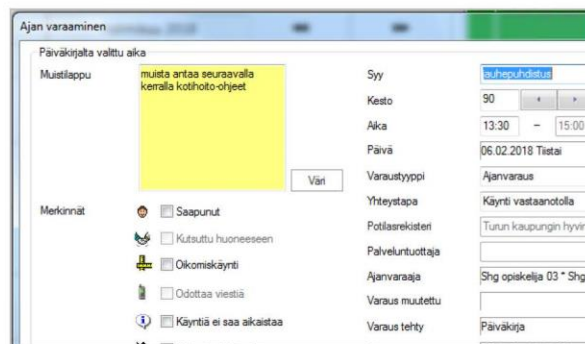 Ajan varaaminen
Päiväkirjalta valittu aika
Muistilappu
muista antaa seuraavalla
kerralla kotihoito-ohjeet
Väri
Merkinnät
Saapunut
Kutsuttu huoneeseen
Oikomiskäynti
Odottaa viestiä
Käyntiä ei saa aikaistaa
Syy
auhepuhdistus
Kesto
90
Aika
13:30 – 15:00
Päivä
06.02.2018 Tiistai
Varaustyyppi
Ajanvaraus
Yhteystapa
Käynti vastaanotolla
Potilasrekisteri
Turun kaupungin hyvin
Palveluntuottaja
Ajanvaraaja
Shg opiskelija 03 * Shg
Varaus muutettu
Varaus tehty
Päiväkirja